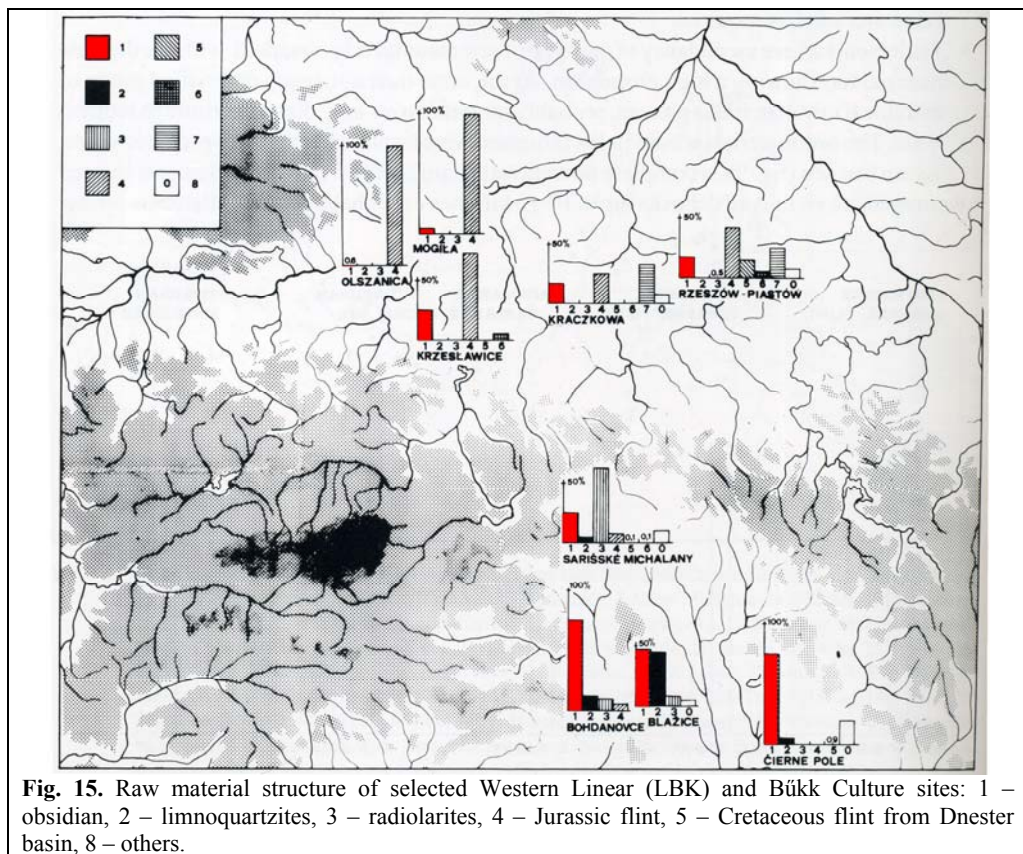 1 5
2 6
3 7
4 0 8
100%
0.6
1 2 3 4
OLSZANICA
100%
1 2 3 4
MOGIŁA
50%
1 2 3 4 5 6
KRZESŁAWICE
50%
1 2 3 4 5 6 7 0
KRACZKOWA
50%
0.5
1 2 3 4 5 6 7 0
RZESZÓW - PIASTÓW
50%
0,1 0,1
1 2 3 4 5 6 0
SARIŠSKÉ MICHALANY
100%
1 2 3 4
BOHDANOVCE
50%
1 2 3 0
BLAŽICE
100%
0,9
1 2 3 4 5 0
ČIERNE POLE
Fig. 15. Raw material structure of selected Western Linear (LBK) and Bűkk Culture sites: 1 –
obsidian, 2 – limnoquartzites, 3 – radiolarites, 4 – Jurassic flint, 5 – Cretaceous flint from Dnester
basin, 8 – others.